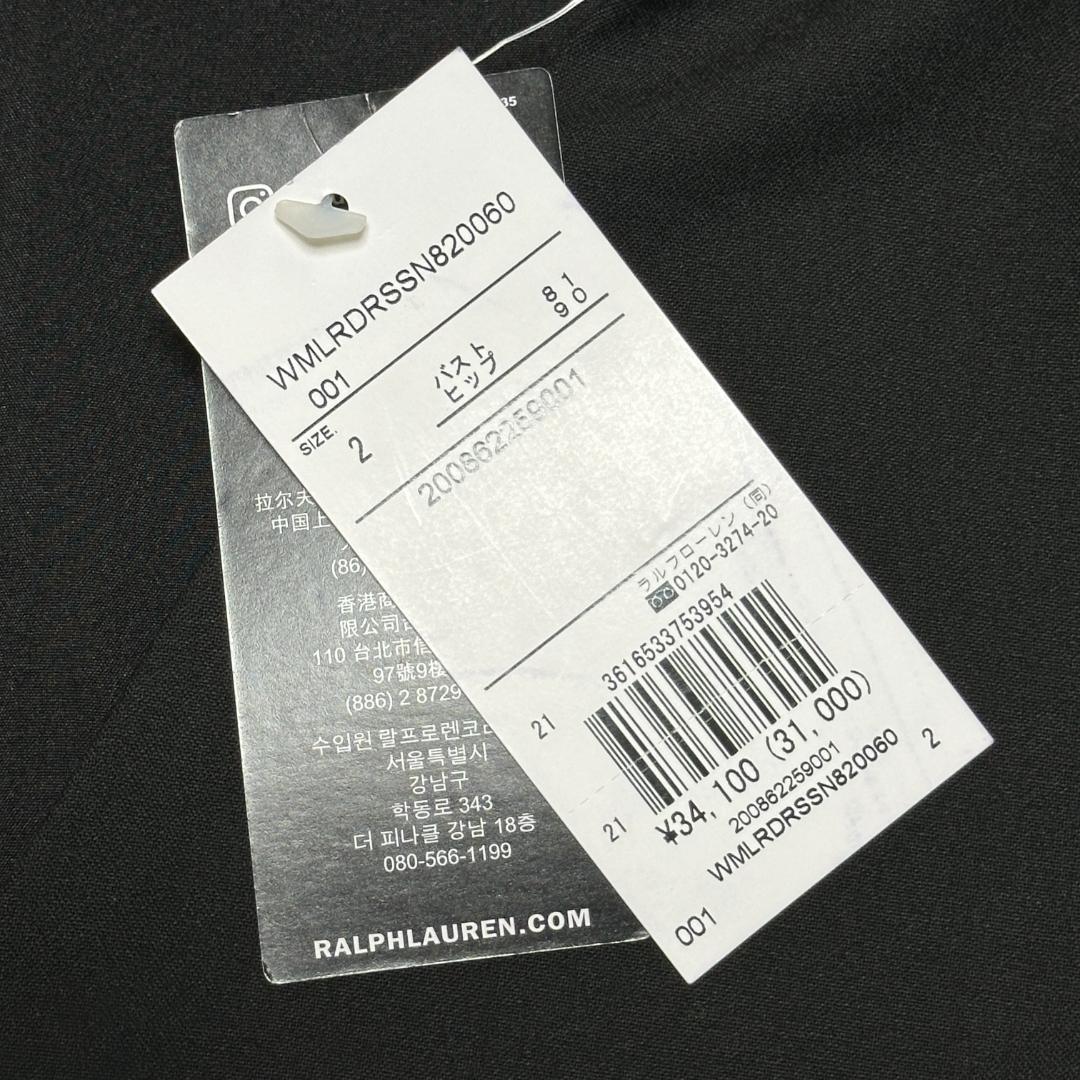 WMLRDRSSN820060
001
SIZE. 2
バスト 81
ヒップ 90
200862259001
ラルフローレン（同）
0120-3274-20
3616533753954
21
21
¥34,100 (31,000)
200862259001
WMLRDRSSN820060
001
2
35
拉尔夫
中国上
(86)
香港商
限公司
110 台北市信
97號9樓
(886) 2 8729
수입원 랄프로렌코
서울특별시
강남구
학동로 343
더 피나클 강남 18층
080-566-1199
RALPHLAUREN.COM